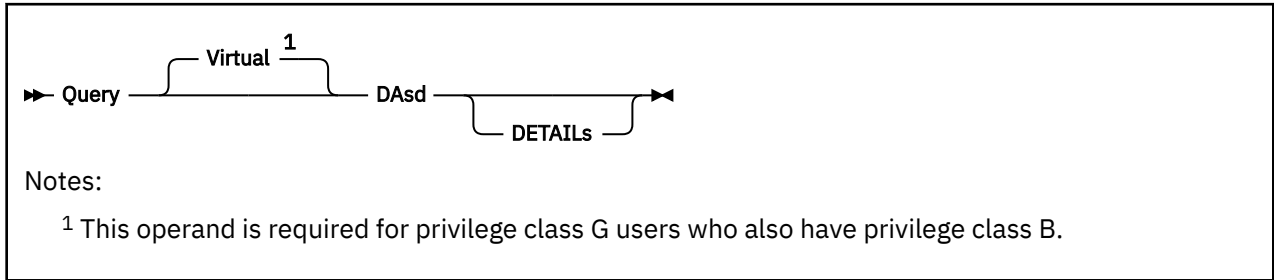 Virtual 1
Query DAsd
DETAILs
Notes:
1 This operand is required for privilege class G users who also have privilege class B.